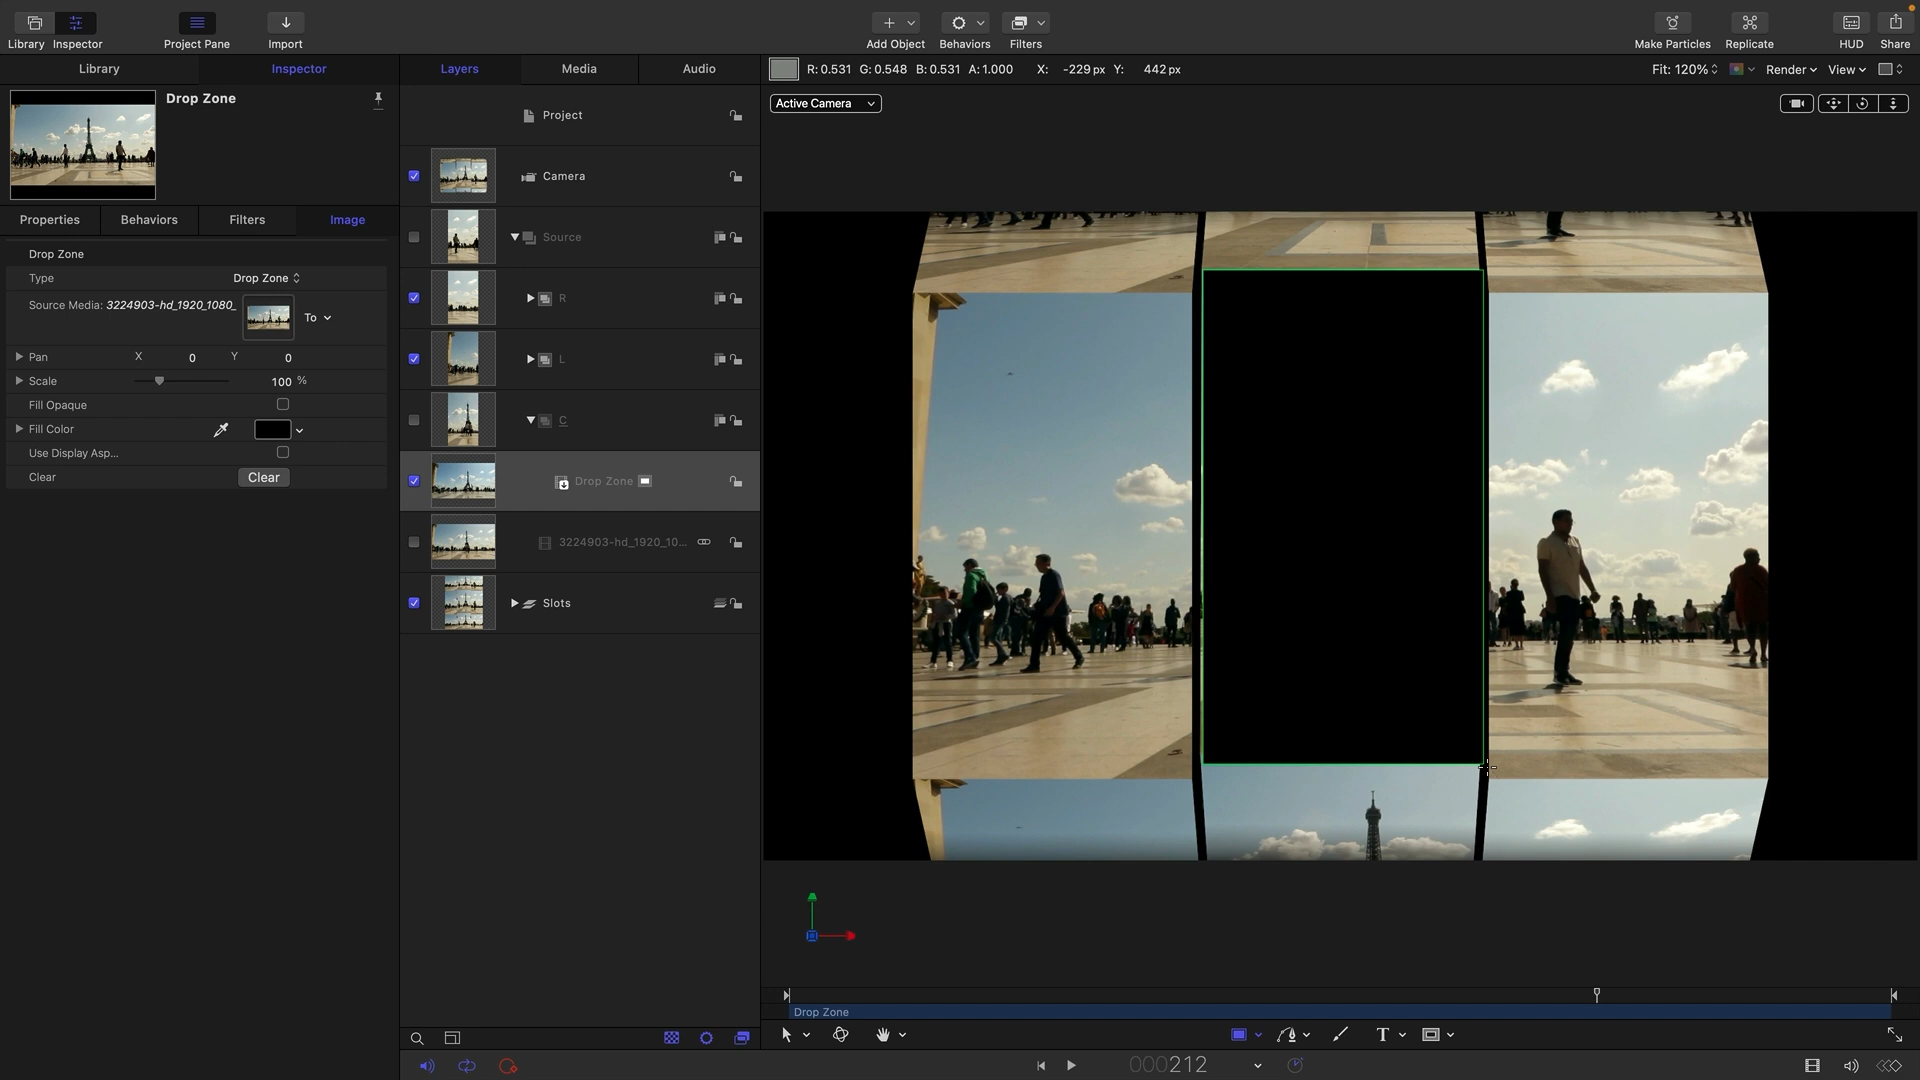 Library
Inspector
Project Pane
Import
Add Object
Behaviors
Filters
Make Particles
Replicate
HUD
Share
Library
Inspector
Layers
Media
Audio
R: 0.531 G: 0.548 B: 0.531 A: 1.000 X: -229 px Y: 442 px
Fit: 120%
Render
View
Drop Zone
Active Camera
Project
Camera
Properties
Behaviors
Filters
Image
Source
Drop Zone
Type
Drop Zone
Source Media: 3224903-hd_1920_1080_
To
R
Pan X 0 Y 0
L
Scale 100 %
Fill Opaque
C
Fill Color
Use Display Asp...
Clear
Clear
Drop Zone
3224903-hd_1920_10...
Slots
Drop Zone
T
000212